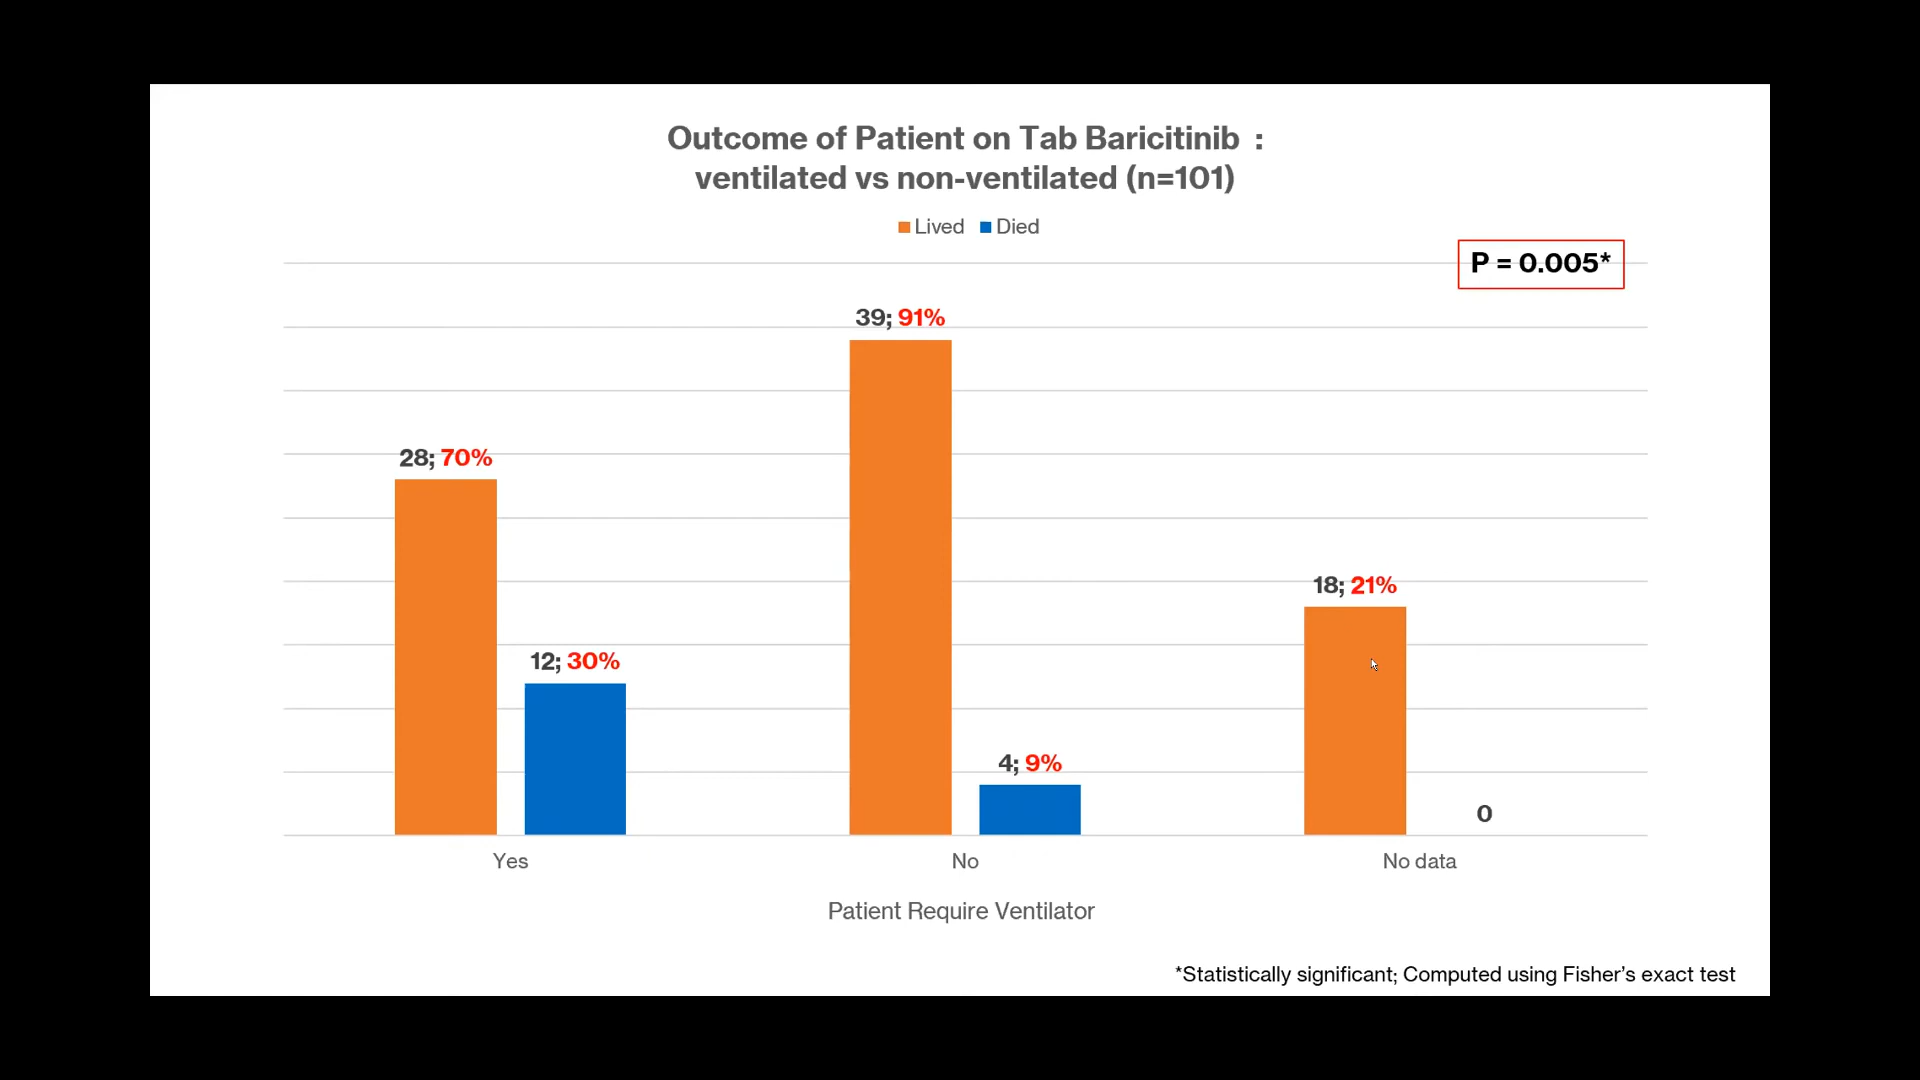 Outcome of Patient on Tab Baricitinib :
ventilated vs non-ventilated (n=101)
Lived Died
P = 0.005*
39; 91%
28; 70%
18; 21%
12; 30%
4; 9%
0
Yes No No data
Patient Require Ventilator
*Statistically significant; Computed using Fisher’s exact test